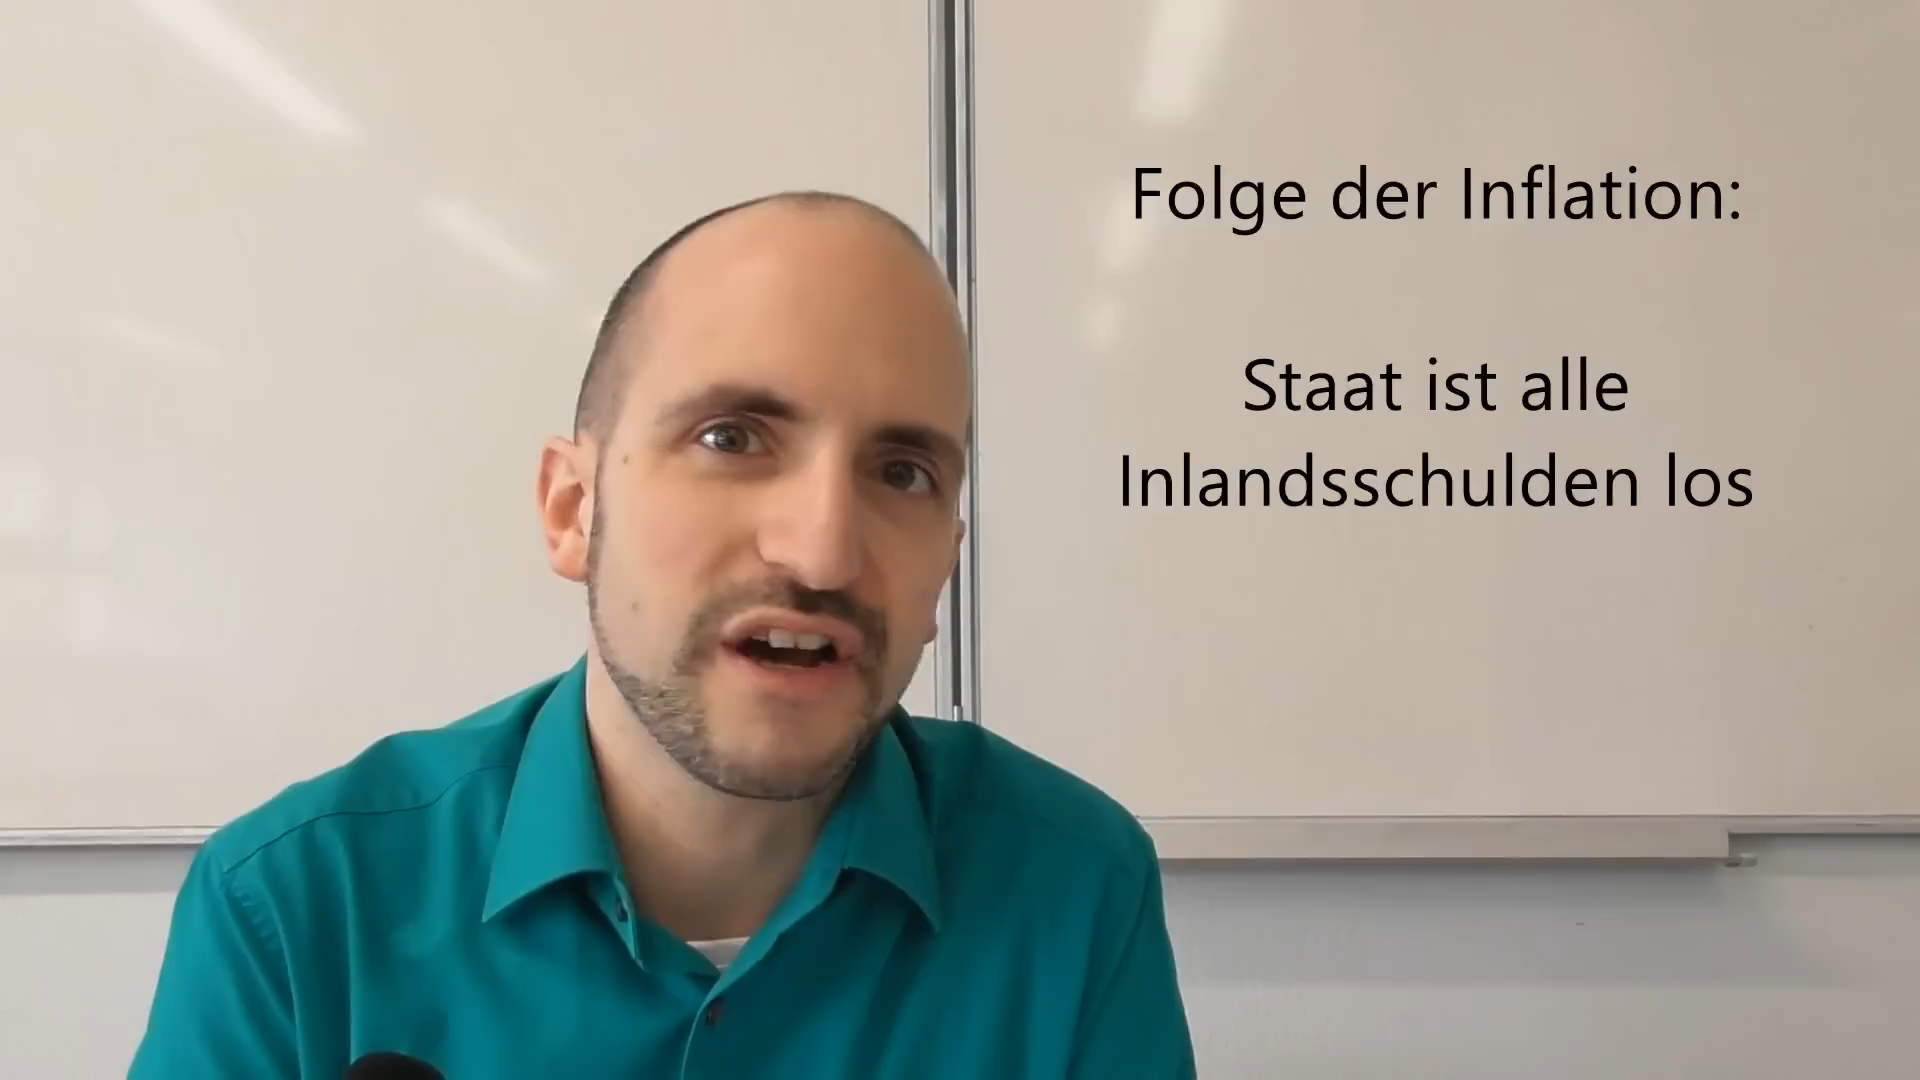 Folge der Inflation:
Staat ist alle
Inlandsschulden los